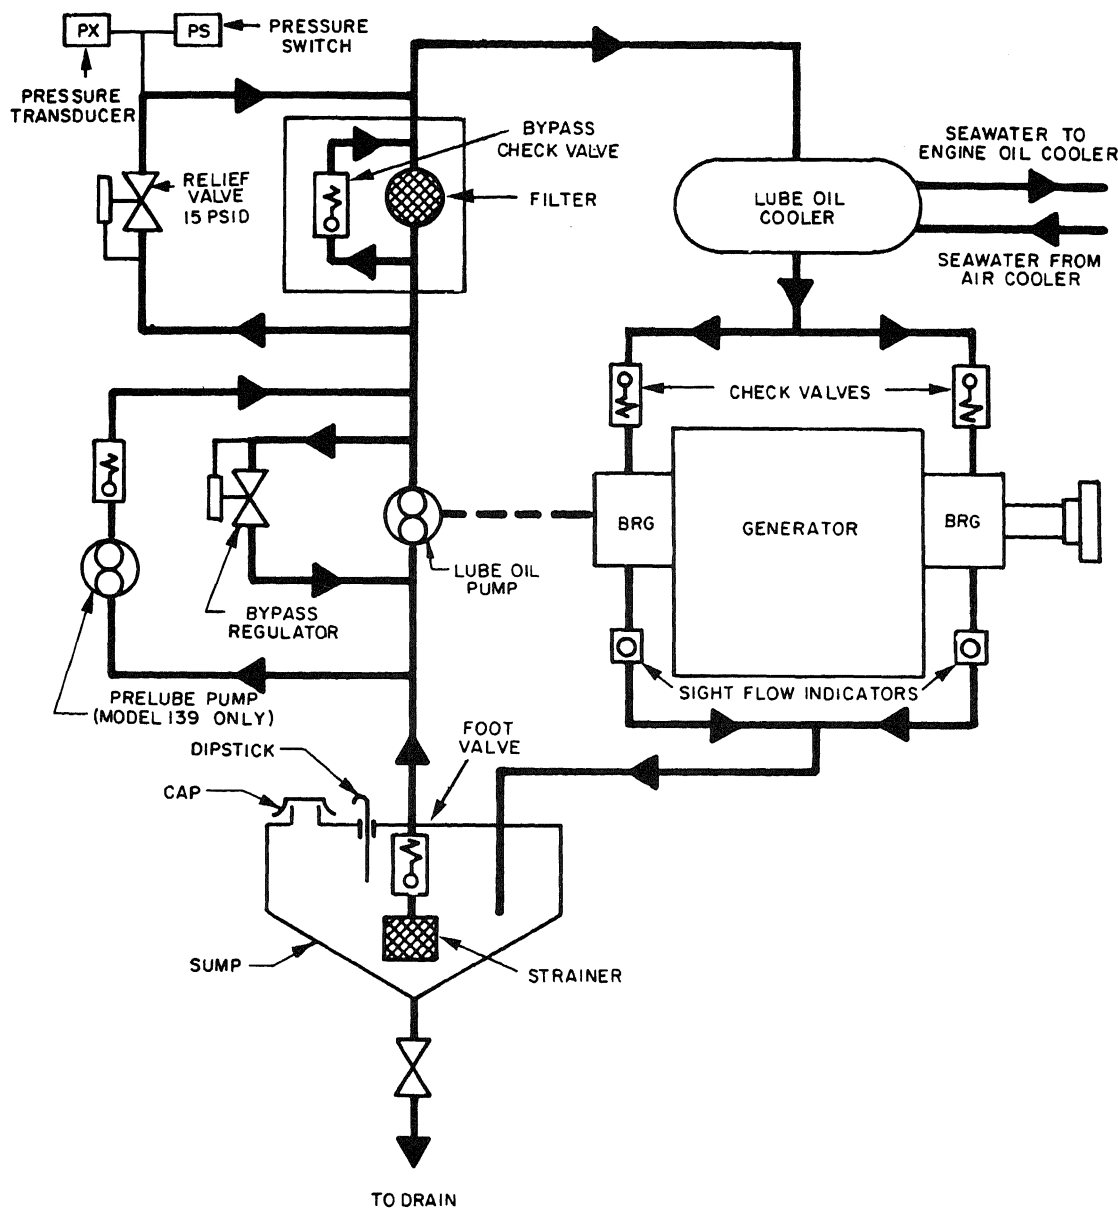 PX
PS
PRESSURE
SWITCH
PRESSURE
TRANSDUCER
RELIEF
VALVE
15 PSID
BYPASS
CHECK VALVE
FILTER
SEAWATER TO
ENGINE OIL COOLER
LUBE OIL
COOLER
SEAWATER FROM
AIR COOLER
CHECK VALVES
BRG
GENERATOR
BRG
LUBE OIL
PUMP
BYPASS
REGULATOR
PRELUBE PUMP
(MODEL 139 ONLY)
SIGHT FLOW INDICATORS
DIPSTICK
FOOT
VALVE
CAP
SUMP
STRAINER
TO DRAIN